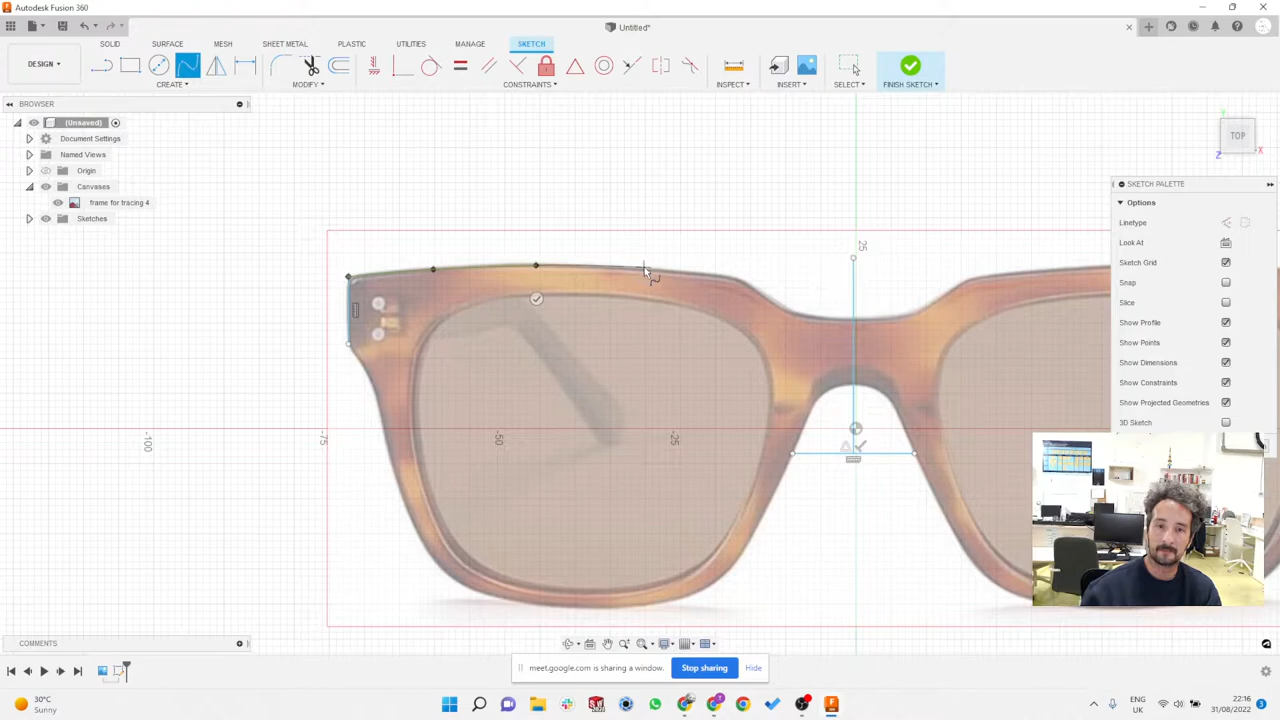 Autodesk Fusion 360
Untitled*
DESIGN
SOLID
SURFACE
MESH
SHEET METAL
PLASTIC
UTILITIES
MANAGE
SKETCH
CREATE
MODIFY
CONSTRAINTS
INSPECT
INSERT
SELECT
FINISH SKETCH
BROWSER
(Unsaved)
Document Settings
Named Views
Origin
Canvases
frame for tracing 4
Sketches
TOP
Y
X
Z
SKETCH PALETTE
Options
Linetype
Look At
Sketch Grid
Snap
Slice
Show Profile
Show Points
Show Dimensions
Show Constraints
Show Projected Geometries
3D Sketch
25
-100
-75
-50
-25
COMMENTS
meet.google.com is sharing a window.
Stop sharing
Hide
30°C
Sunny
ENG
UK
22:16
31/08/2022
3